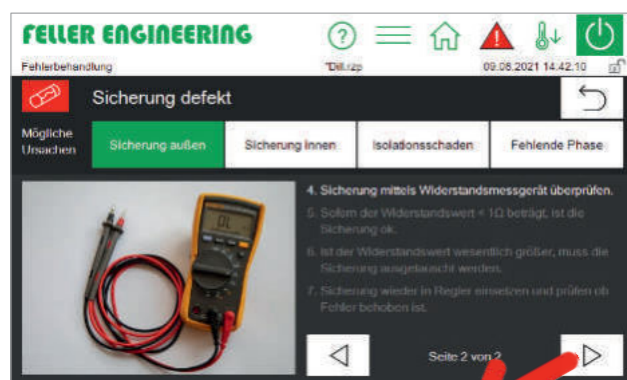 FELLER ENGINEERING
Fehlerbehandlung
09.08.2021 14:42:10
Sicherung defekt
Mögliche
Ursachen
Sicherung außen
Sicherung innen
Isolationsschaden
Fehlende Phase
4. Sicherung mittels Widerstandsmessgerät überprüfen.
5. Sofern der Widerstandswert < 1Ω beträgt, ist die
Sicherung ok.
6. Ist der Widerstandswert wesentlich größer, muss die
Sicherung ausgetauscht werden.
7. Sicherung wieder in Regler einsetzen und prüfen ob
Fehler behoben ist.
Seite 2 von 2